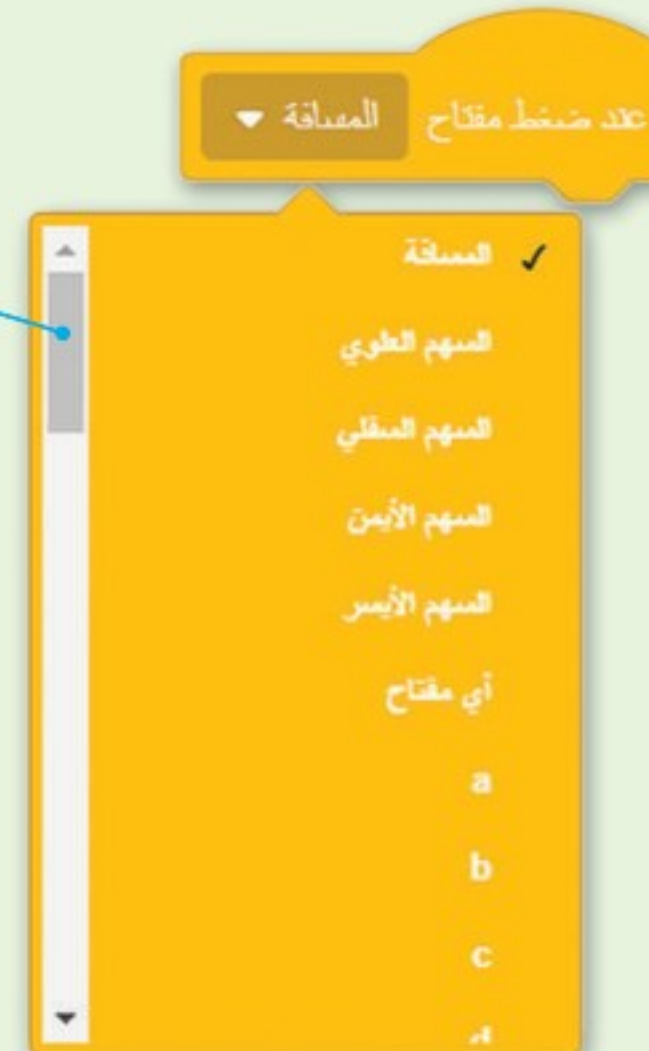 عند ضغط مفتاح المسافة
المسافة
السهم العلوي
السهم السفلي
السهم الأيمن
السهم الأيسر
أي مفتاح
a
b
c
d